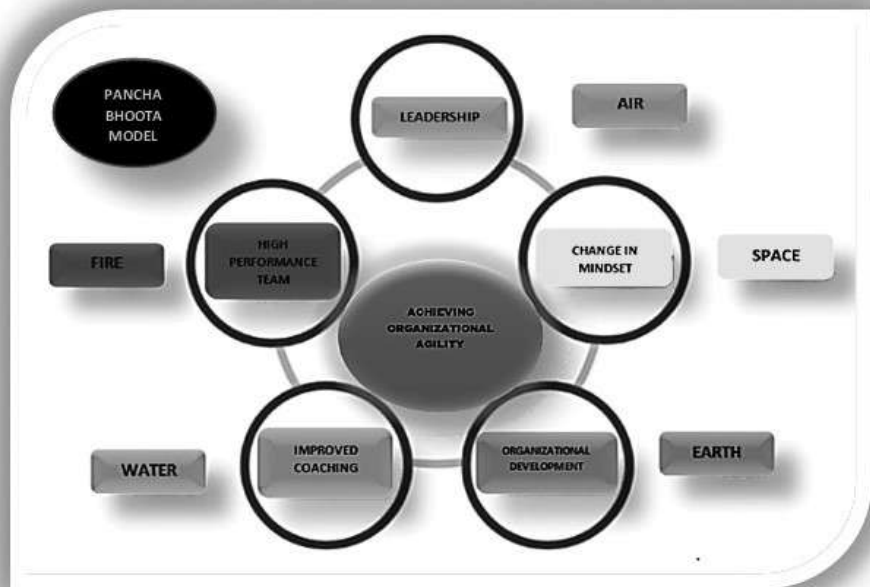 PANCHA
BHOOTA
MODEL
LEADERSHIP
AIR
FIRE
HIGH
PERFORMANCE
TEAM
CHANGE IN
MINDSET
SPACE
ACHIEVING
ORGANIZATIONAL
AGILITY
WATER
IMPROVED
COACHING
ORGANIZATIONAL
DEVELOPMENT
EARTH